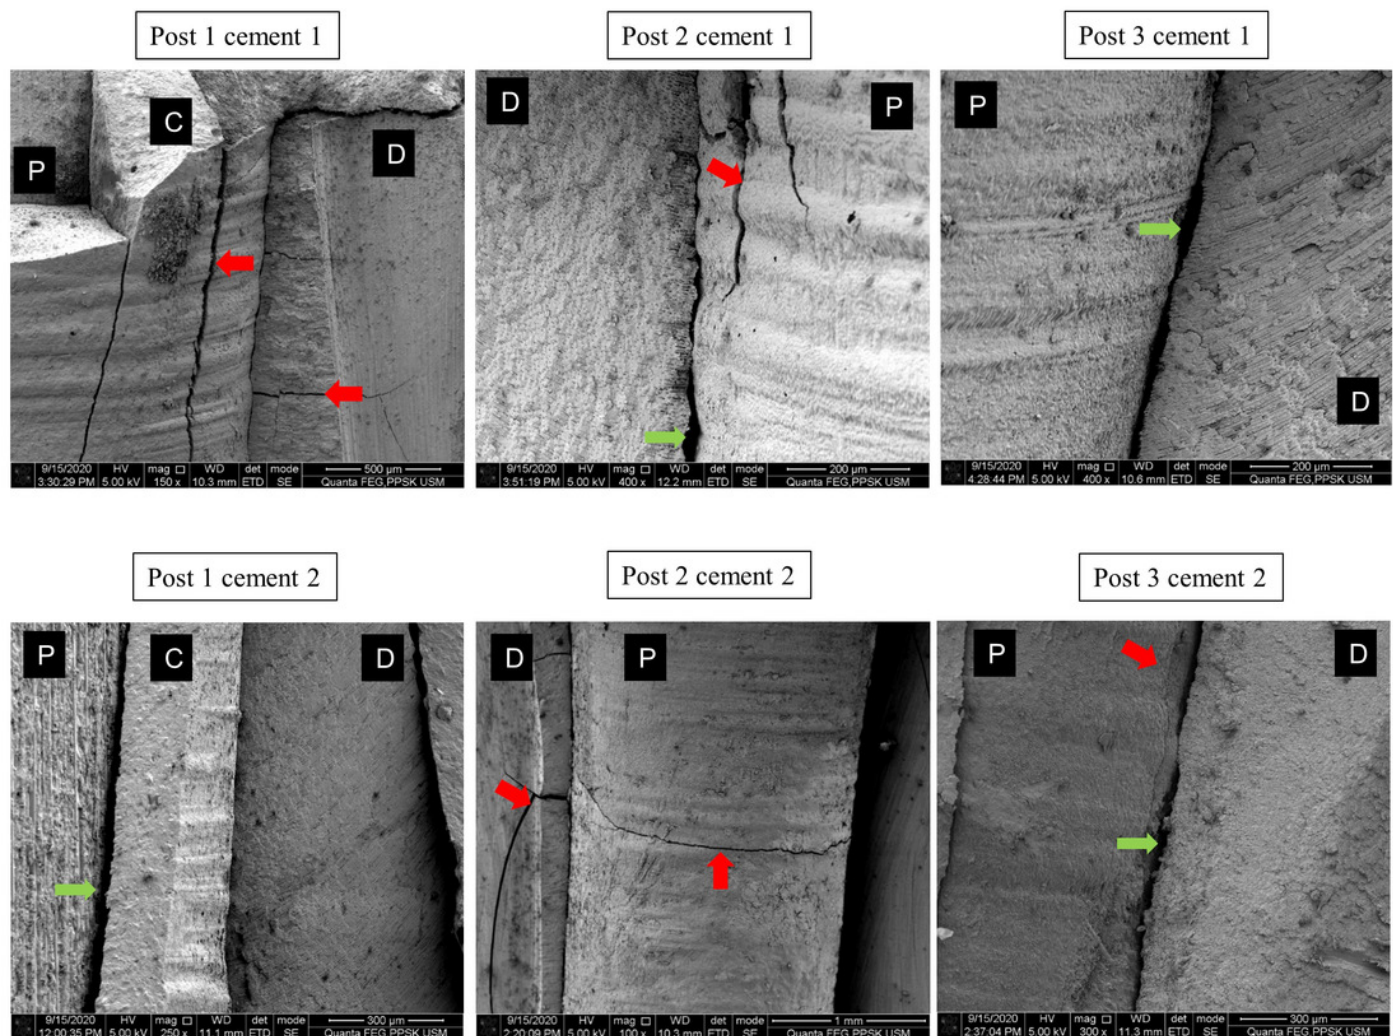 Post 1 cement 1
Post 2 cement 1
Post 3 cement 1
P
C
D
D
P
P
D
9/15/2020 HV mag □ WD det mode 500 µm
3:30:29 PM 5.00 kV 150 x 10.3 mm ETD SE Quanta FEG,PPSK USM
9/15/2020 HV mag □ WD det mode 200 µm
3:51:19 PM 5.00 kV 400 x 12.2 mm ETD SE Quanta FEG,PPSK USM
9/15/2020 HV mag □ WD det mode 200 µm
4:28:44 PM 5.00 kV 400 x 10.6 mm ETD SE Quanta FEG,PPSK USM
Post 1 cement 2
Post 2 cement 2
Post 3 cement 2
P
C
D
D
P
P
D
9/15/2020 HV mag □ WD det mode 300 µm
12:00:35 PM 5.00 kV 250 x 11.1 mm ETD SE Quanta FEG,PPSK USM
9/15/2020 HV mag □ WD det mode 1 mm
2:20:09 PM 5.00 kV 100 x 10.3 mm ETD SE Quanta FEG,PPSK USM
9/15/2020 HV mag □ WD det mode 300 µm
2:37:04 PM 5.00 kV 300 x 11.3 mm ETD SE Quanta FEG,PPSK USM